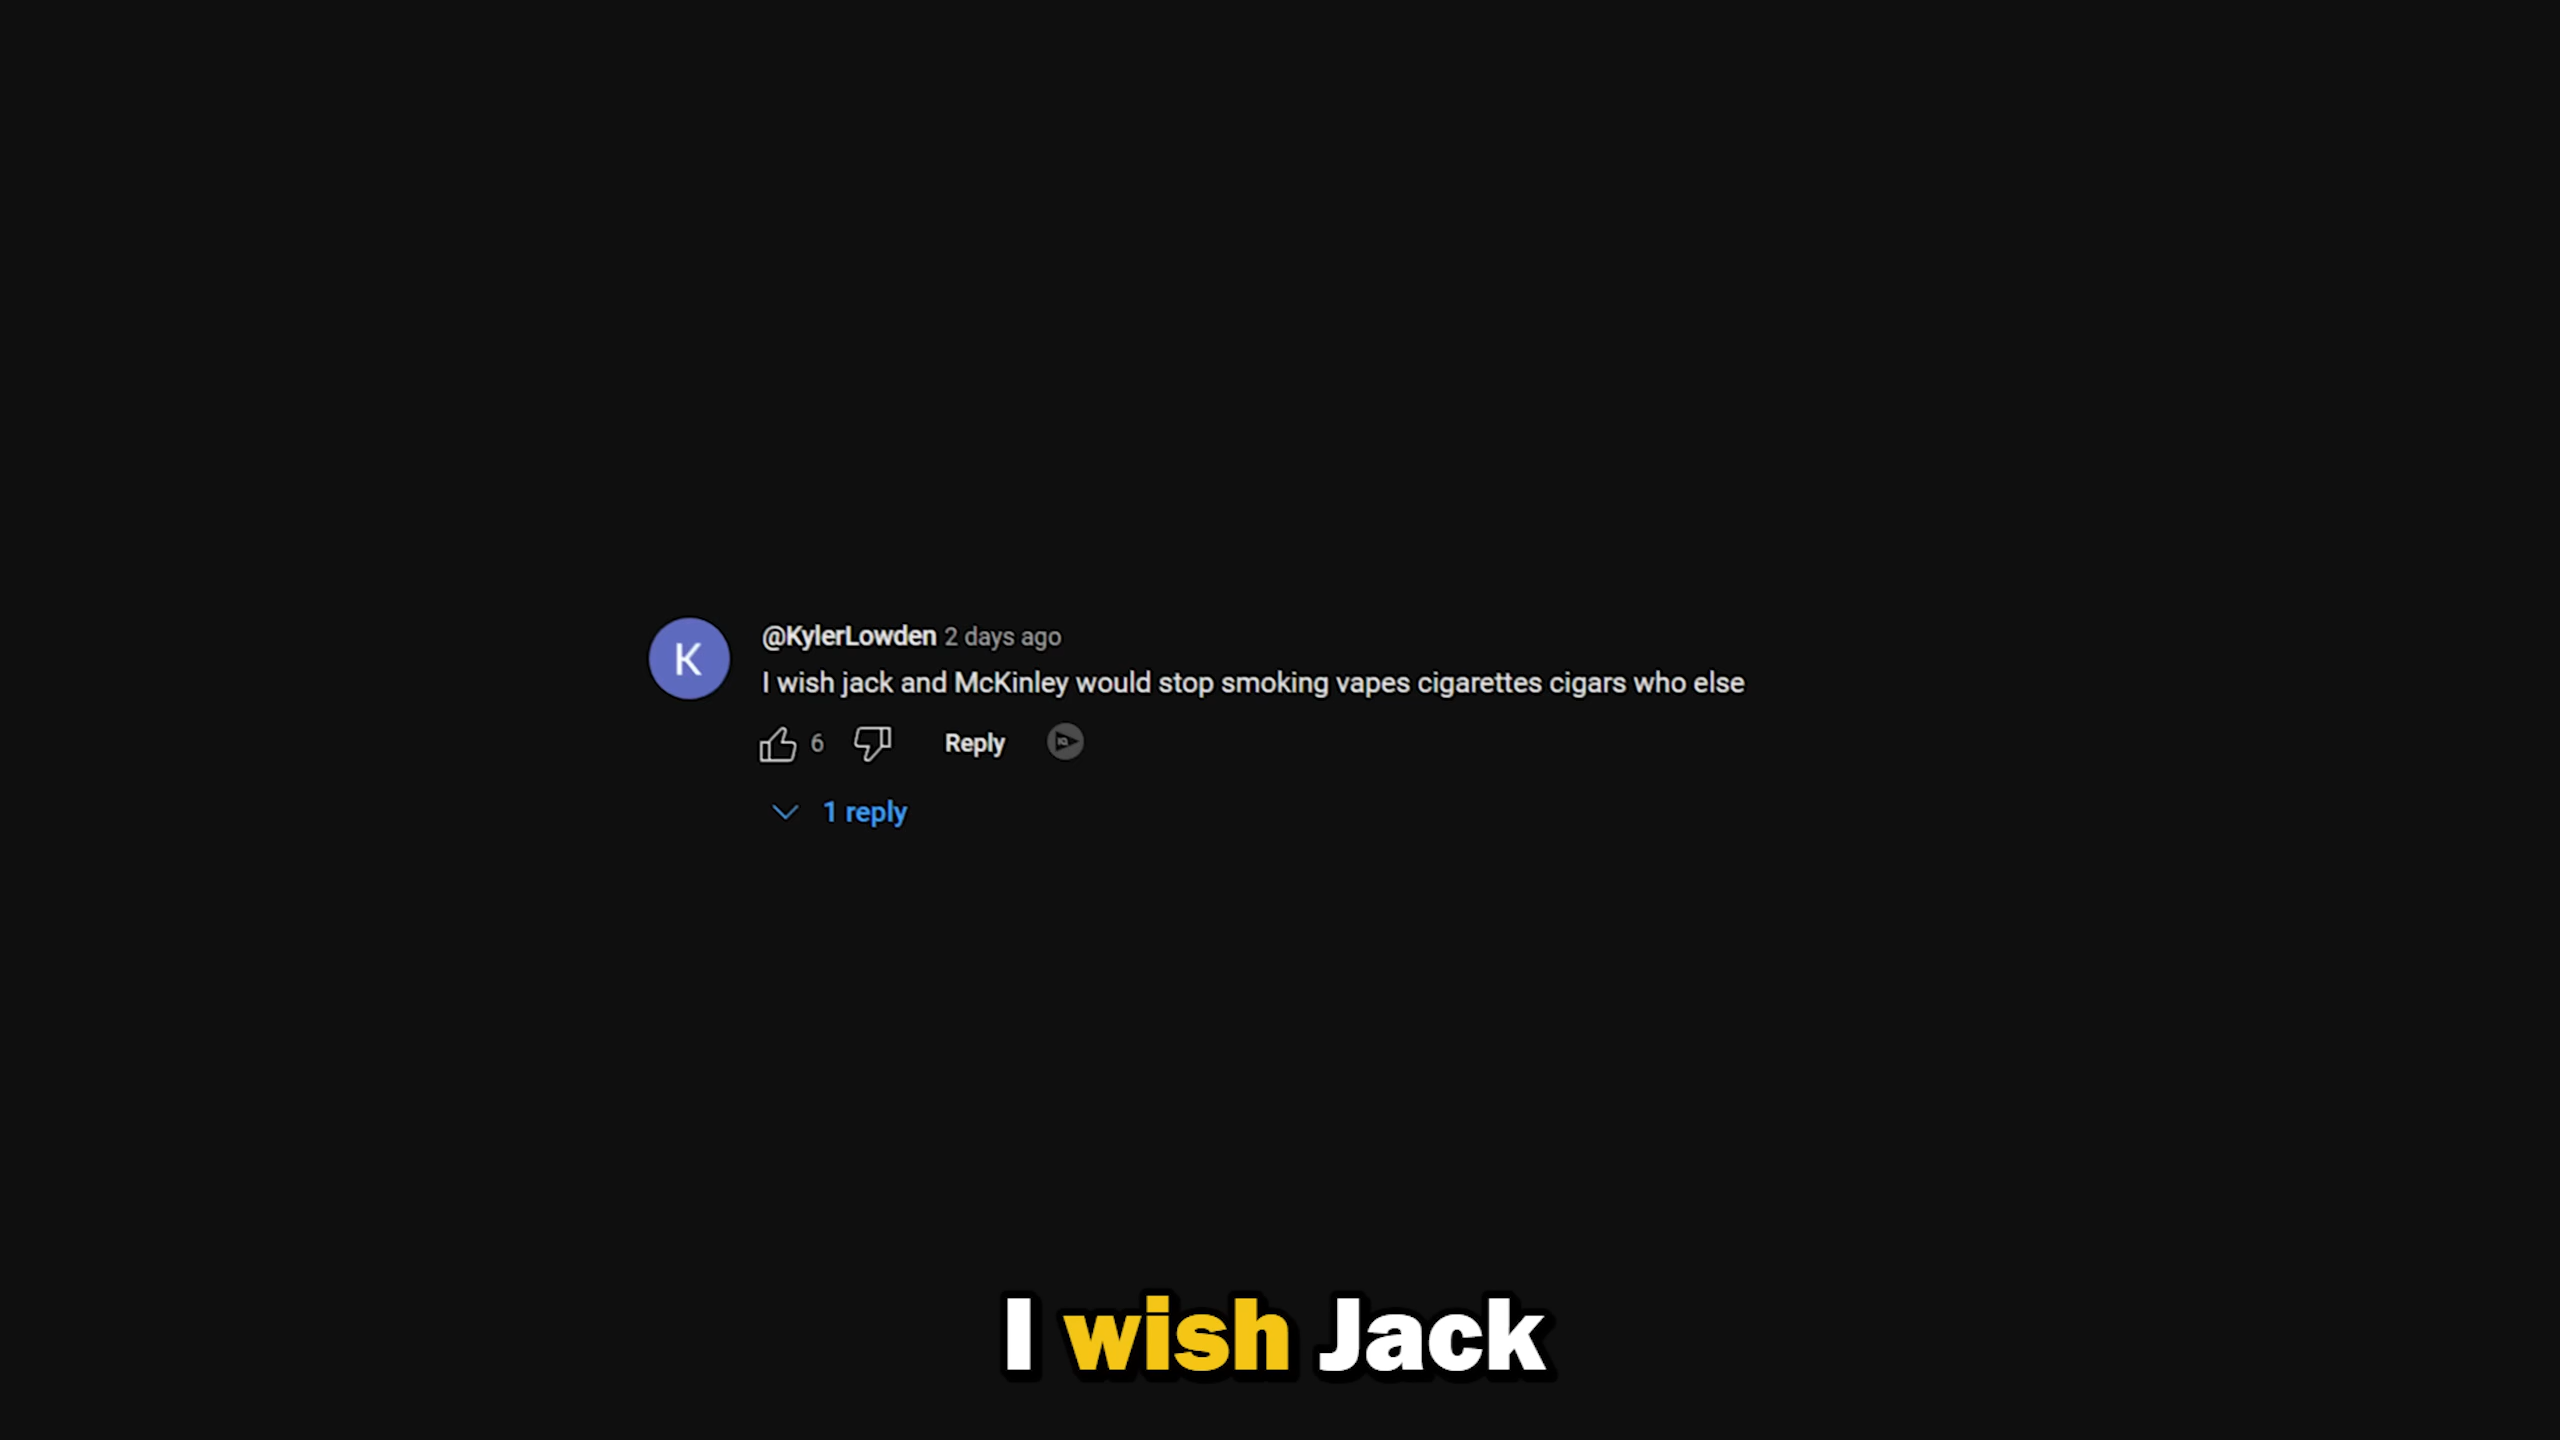 K
@KylerLowden 2 days ago
I wish jack and McKinley would stop smoking vapes cigarettes cigars who else
6 Reply
1 reply
I wish Jack